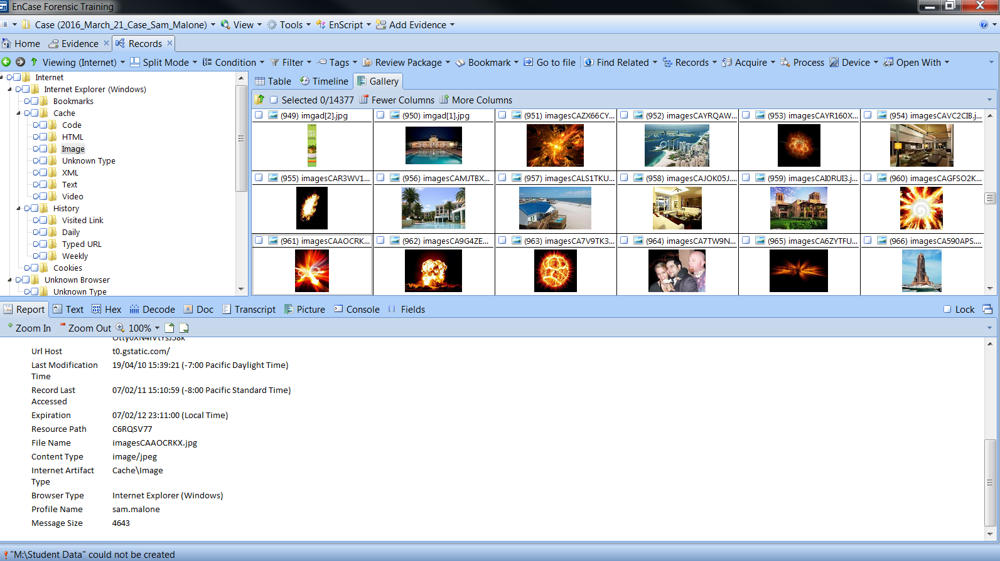 EnCase Forensic Training
Case (2016_March_21_Case_Sam_Malone) View Tools EnScript Add Evidence
Home Evidence Records
Viewing (Internet) Split Mode Condition Filter Tags Review Package Bookmark Go to file Find Related Records Acquire Process Device Open With
Internet
Internet Explorer (Windows)
Bookmarks
Cache
Code
HTML
Image
Unknown Type
XML
Text
Video
History
Visited Link
Daily
Typed URL
Weekly
Cookies
Unknown Browser
Unknown Type
Table Timeline Gallery
Selected 0/14377 Fewer Columns More Columns
(949) imgad[2].jpg (950) imgad[1].jpg (951) imagesCAZX66CY... (952) imagesCAYRQAW... (953) imagesCAYR160X... (954) imagesCAVC2CIB.j...
(955) imagesCAR3WV1... (956) imagesCAMJTBX... (957) imagesCALS1TKU... (958) imagesCAJOK05J... (959) imagesCAI0RUI3.j... (960) imagesCAGFSO2K...
(961) imagesCAAOCRK... (962) imagesCA9G4ZE... (963) imagesCA7V9TK3... (964) imagesCA7TW9N... (965) imagesCA6ZYTFU... (966) imagesCA590APS....
Report Text Hex Decode Doc Transcript Picture Console Fields Lock
Zoom In Zoom Out 100%
Url Host t0.gstatic.com/
Last Modification Time 19/04/10 15:39:21 (-7:00 Pacific Daylight Time)
Record Last Accessed 07/02/11 15:10:59 (-8:00 Pacific Standard Time)
Expiration 07/02/12 23:11:00 (Local Time)
Resource Path C6RQSV77
File Name imagesCAAOCRKX.jpg
Content Type image/jpeg
Internet Artifact Type Cache\Image
Browser Type Internet Explorer (Windows)
Profile Name sam.malone
Message Size 4643
"M:\Student Data" could not be created